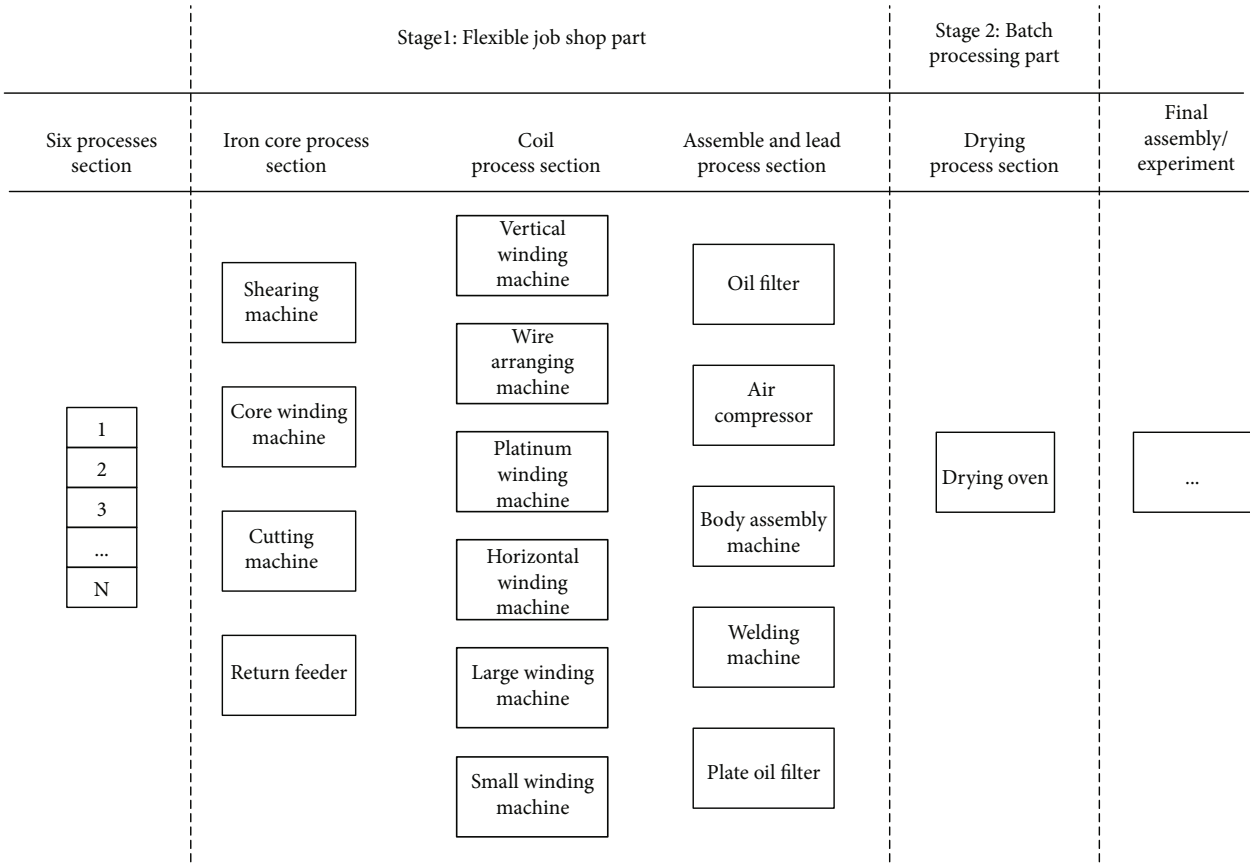 Stage1: Flexible job shop part
Stage 2: Batch
processing part
Six processes
section
Iron core process
section
Coil
process section
Assemble and lead
process section
Drying
process section
Final
assembly/
experiment
1
2
3
...
N
Shearing
machine
Core winding
machine
Cutting
machine
Return feeder
Vertical
winding
machine
Wire
arranging
machine
Platinum
winding
machine
Horizontal
winding
machine
Large winding
machine
Small winding
machine
Oil filter
Air
compressor
Body assembly
machine
Welding
machine
Plate oil filter
Drying oven
...